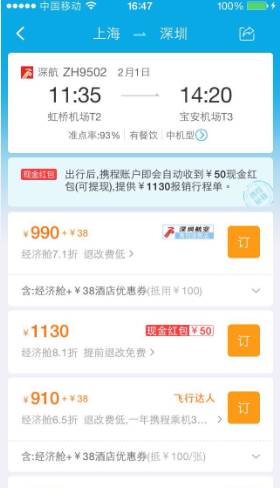 中国移动 16:47
上海 深圳
深航 ZH9502 2月1日
11:35 14:20
虹桥机场T2 宝安机场T3
准点率:93% 有餐饮 中机型
现金红包 出行后,携程账户即会自动收到¥50现金红
包(可提现),提供¥1130报销行程单。
¥990 +¥38 深圳航空 订
经济舱7.1折 退改费低
含:经济舱+¥38酒店优惠券(抵用¥100)
¥1130 现金红包 ¥50 订
经济舱8.1折 提前退改免费
¥910 +¥38 飞行达人 订
经济舱6.5折 退改费低,一年携程乘机3...
含:经济舱+¥38酒店优惠券(抵¥100/张)